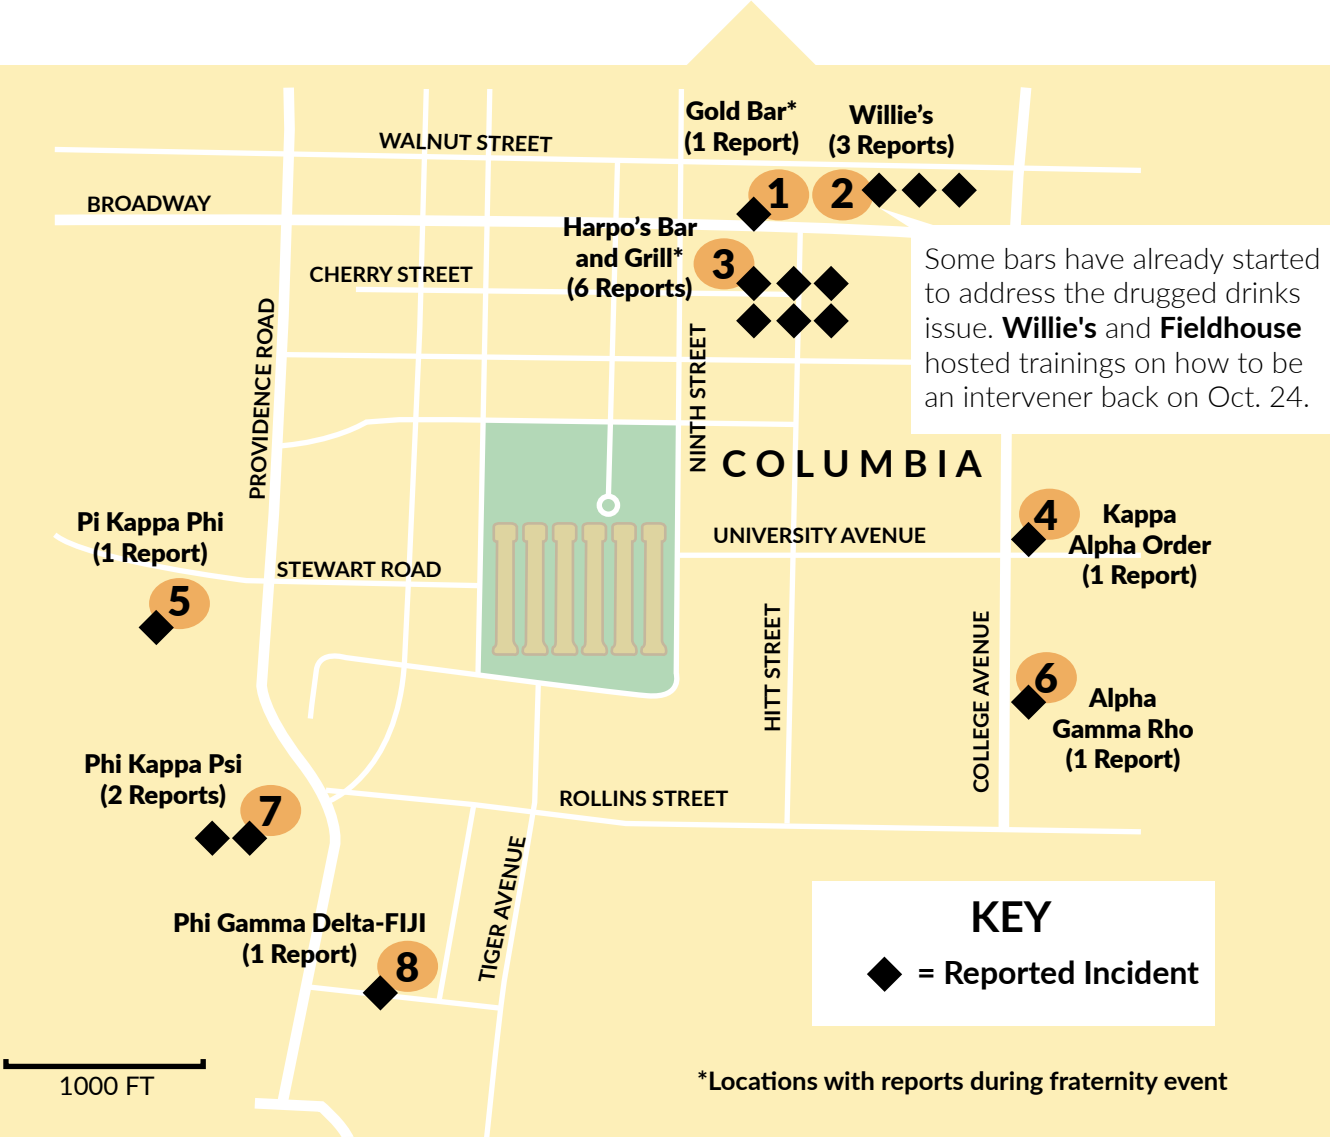 Gold Bar*
(1 Report)
Willie's
(3 Reports)
WALNUT STREET
1
2
BROADWAY
Harpo's Bar
and Grill*
(6 Reports)
3
CHERRY STREET
Some bars have already started
to address the drugged drinks
issue. Willie's and Fieldhouse
hosted trainings on how to be
an intervener back on Oct. 24.
PROVIDENCE ROAD
NINTH STREET
COLUMBIA
Pi Kappa Phi
(1 Report)
5
STEWART ROAD
UNIVERSITY AVENUE
4
Kappa
Alpha Order
(1 Report)
HITT STREET
COLLEGE AVENUE
6
Alpha
Gamma Rho
(1 Report)
Phi Kappa Psi
(2 Reports)
7
ROLLINS STREET
TIGER AVENUE
Phi Gamma Delta-FIJI
(1 Report)
8
KEY
= Reported Incident
1000 FT
*Locations with reports during fraternity event